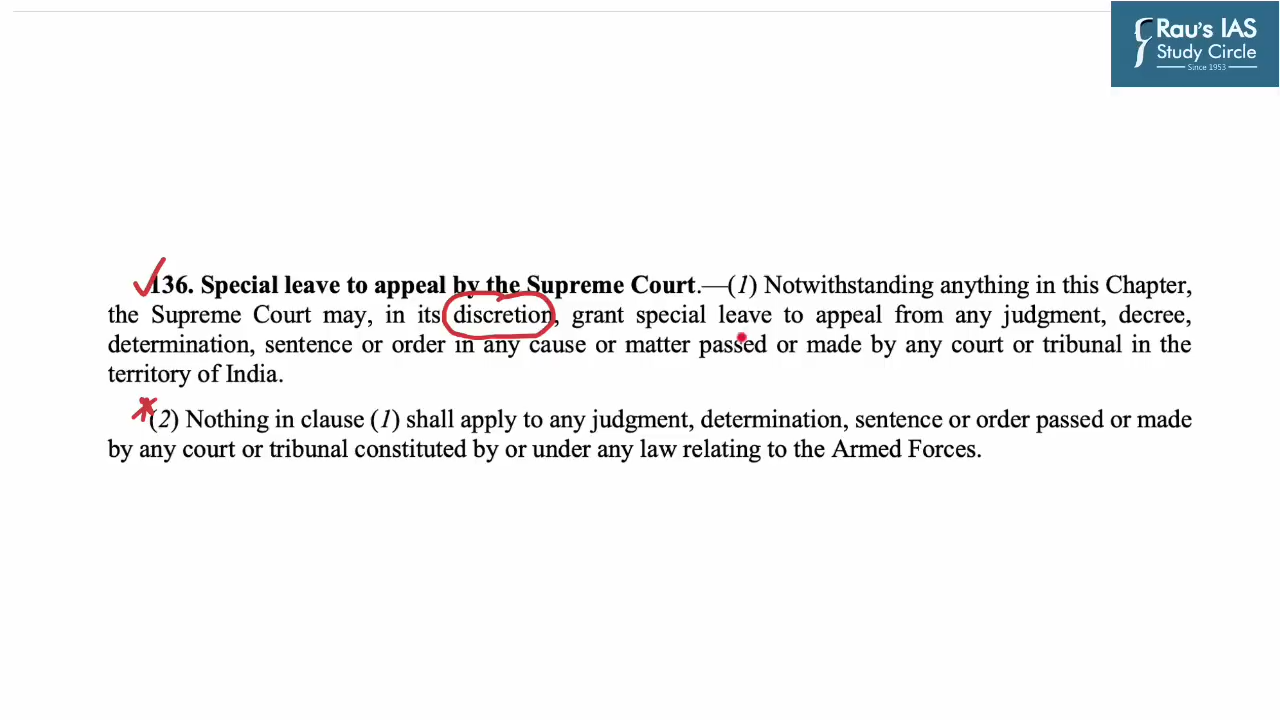 Rau's IAS
Study Circle
Since 1953
136. Special leave to appeal by the Supreme Court.—(1) Notwithstanding anything in this Chapter,
the Supreme Court may, in its discretion, grant special leave to appeal from any judgment, decree,
determination, sentence or order in any cause or matter passed or made by any court or tribunal in the
territory of India.
(2) Nothing in clause (1) shall apply to any judgment, determination, sentence or order passed or made
by any court or tribunal constituted by or under any law relating to the Armed Forces.